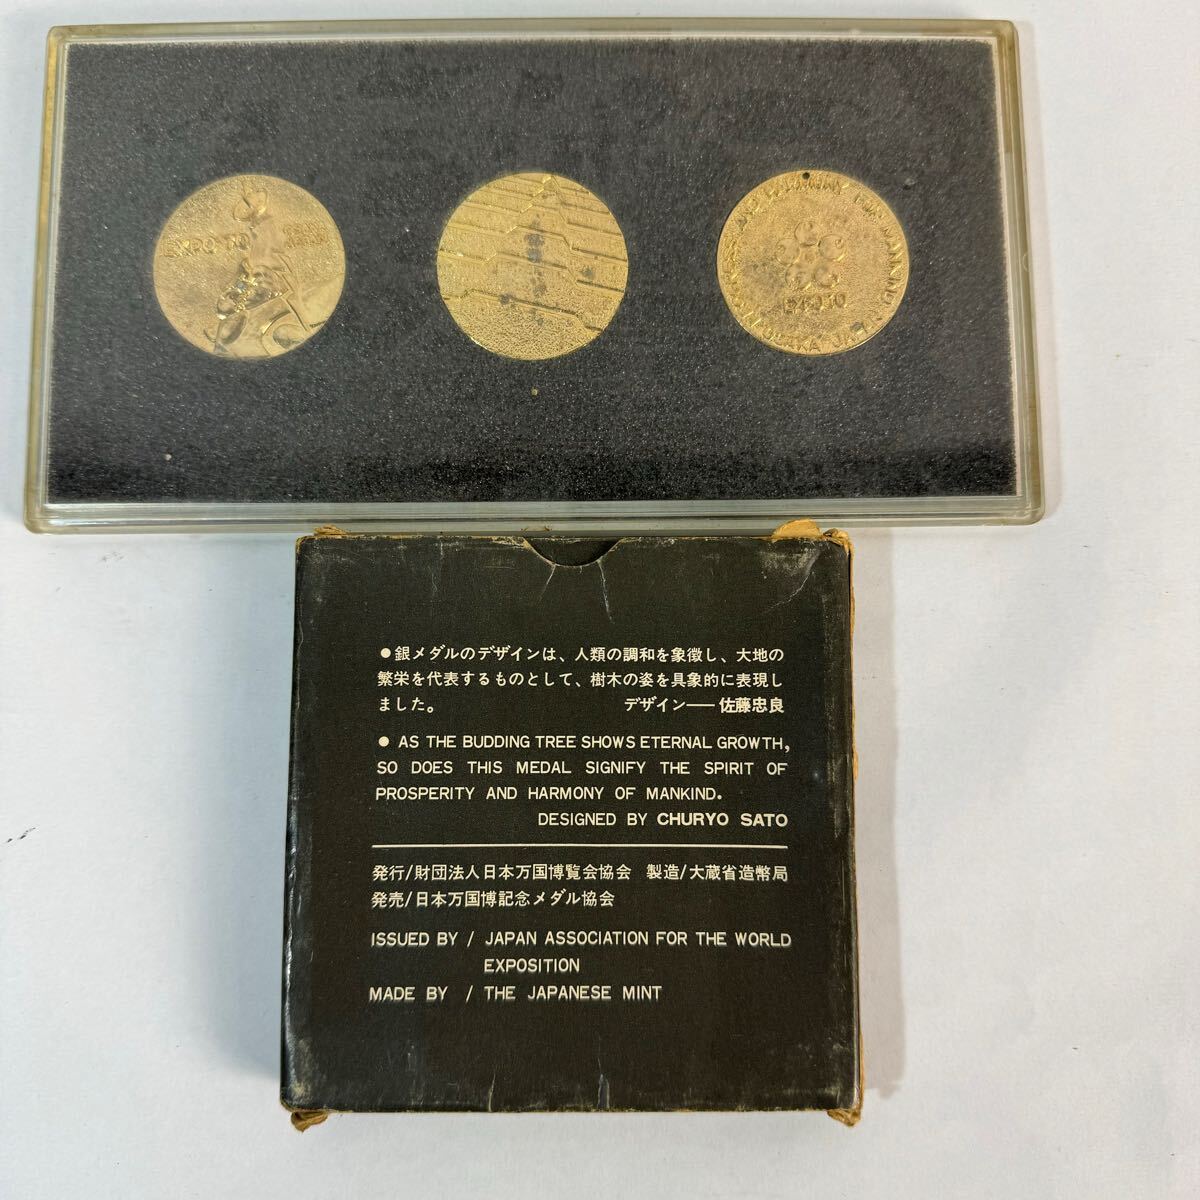 EXPO'70
PROGRESS AND HARMONY FOR MANKIND
EXPO'70
OSAKA JAPAN
●銀メダルのデザインは、人類の調和を象徴し、大地の
繁栄を代表するものとして、樹木の姿を具象的に表現し
ました。 デザイン──佐藤忠良
● AS THE BUDDING TREE SHOWS ETERNAL GROWTH,
SO DOES THIS MEDAL SIGNIFY THE SPIRIT OF
PROSPERITY AND HARMONY OF MANKIND.
DESIGNED BY CHURYO SATO
発行/財団法人日本万国博覧会協会 製造/大蔵省造幣局
発売/日本万国博記念メダル協会
ISSUED BY / JAPAN ASSOCIATION FOR THE WORLD
EXPOSITION
MADE BY / THE JAPANESE MINT